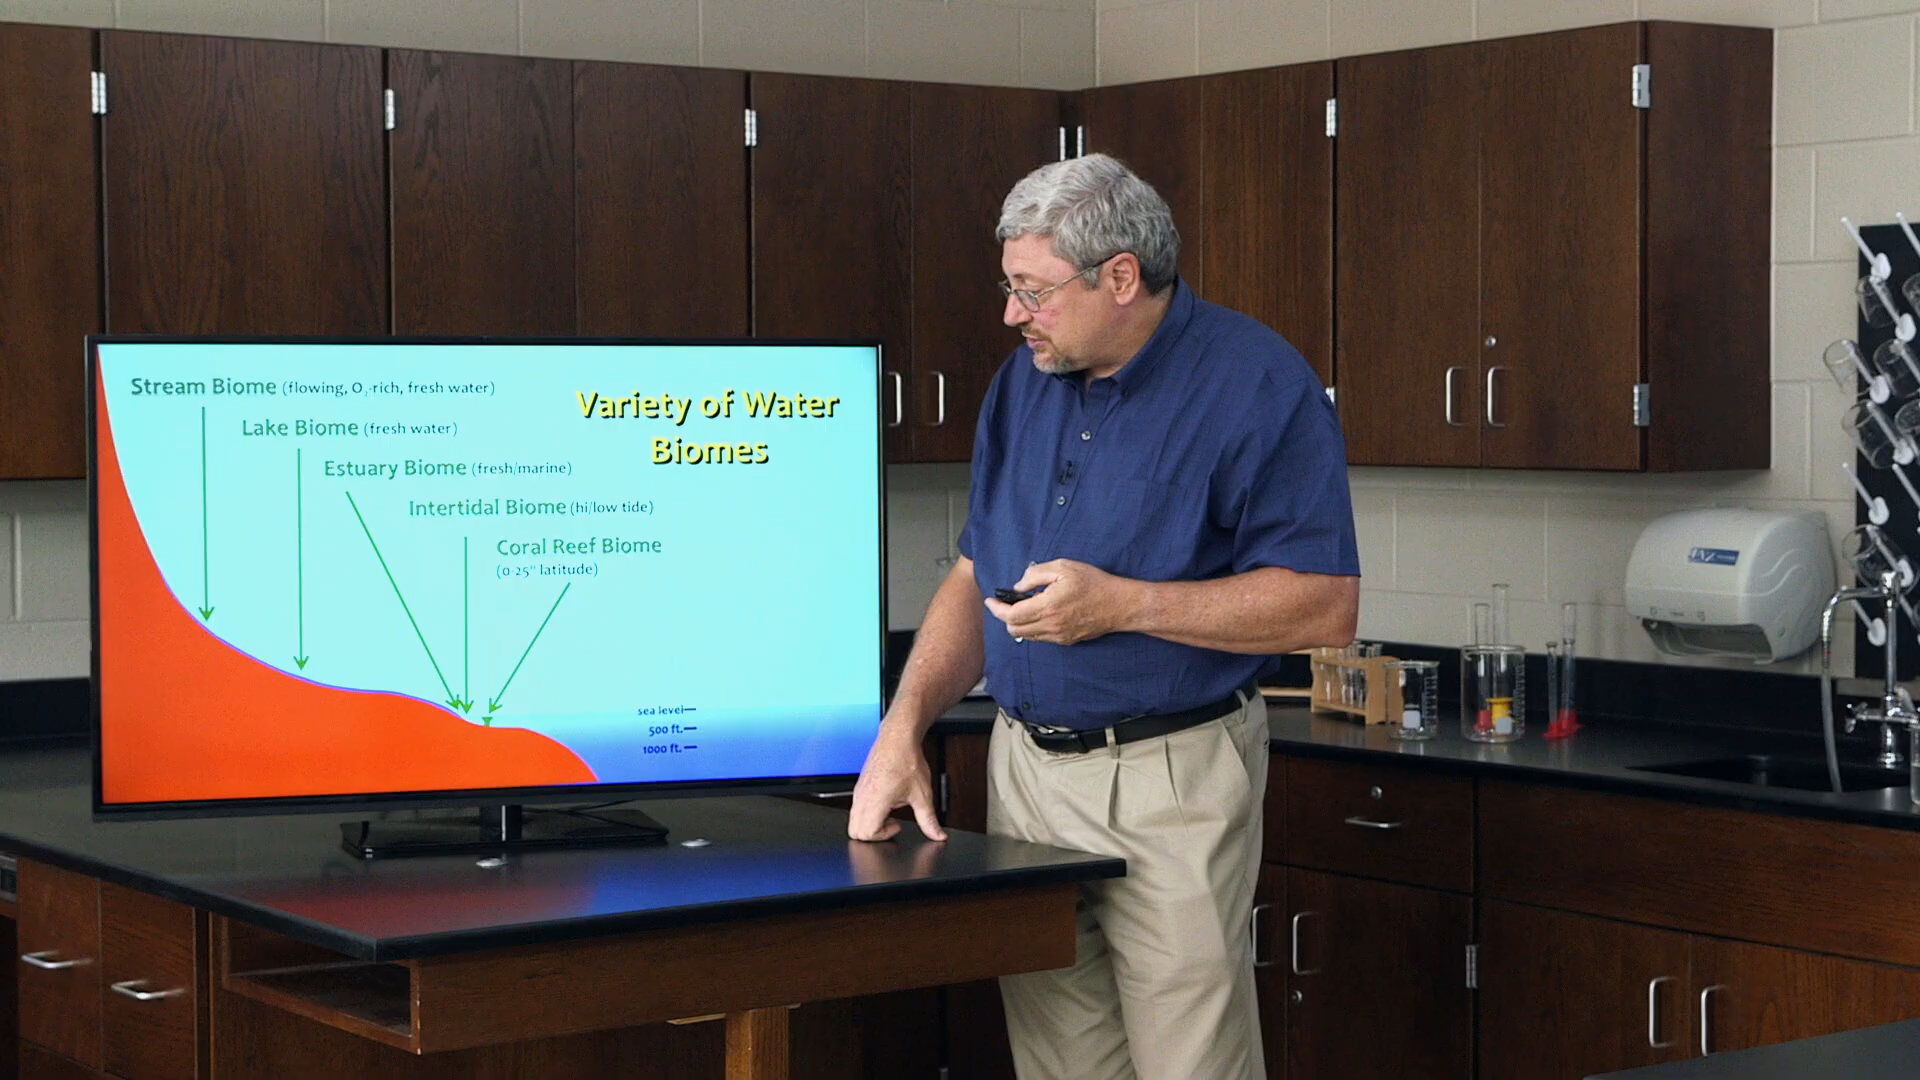 Stream Biome (flowing, O₂-rich, fresh water)
Variety of Water
Biomes
Lake Biome (fresh water)
Estuary Biome (fresh/marine)
Intertidal Biome (hi/low tide)
Coral Reef Biome
(0-25° latitude)
sea level—
500 ft.—
1000 ft. —